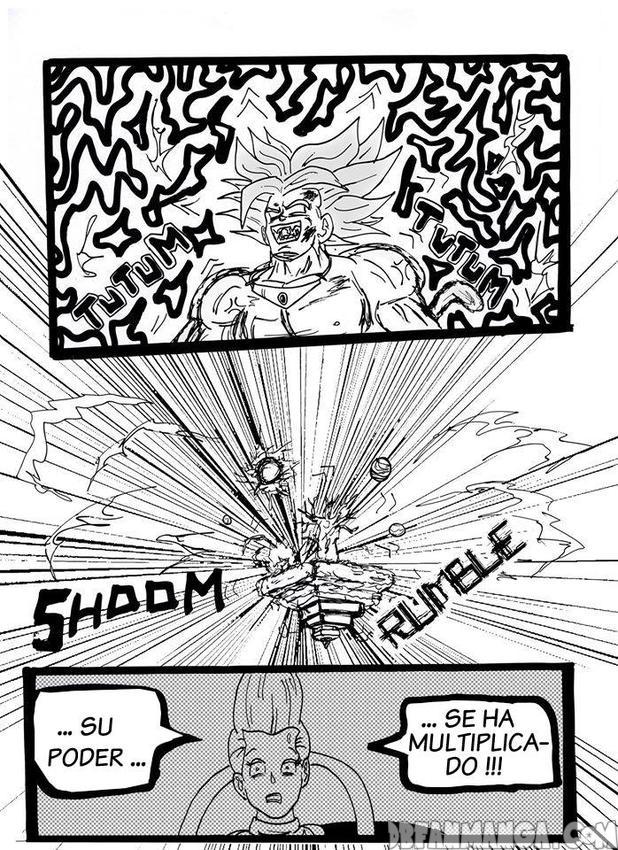 TUTUM
TUTUM
SHOOM
RUMBLE
... SU
PODER ...
... SE HA
MULTIPLICA-
DO !!!
DBFANMANGA.COM